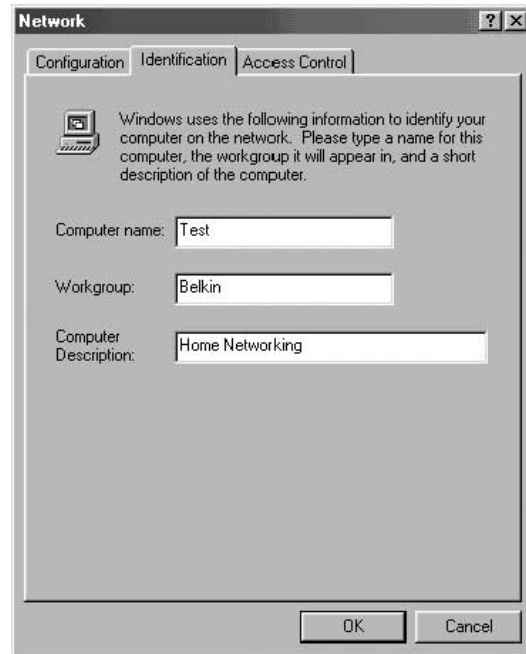 Network
Configuration Identification Access Control
Windows uses the following information to identify your
computer on the network. Please type a name for this
computer, the workgroup it will appear in, and a short
description of the computer.
Computer name: Test
Workgroup: Belkin
Computer
Description: Home Networking
OK Cancel